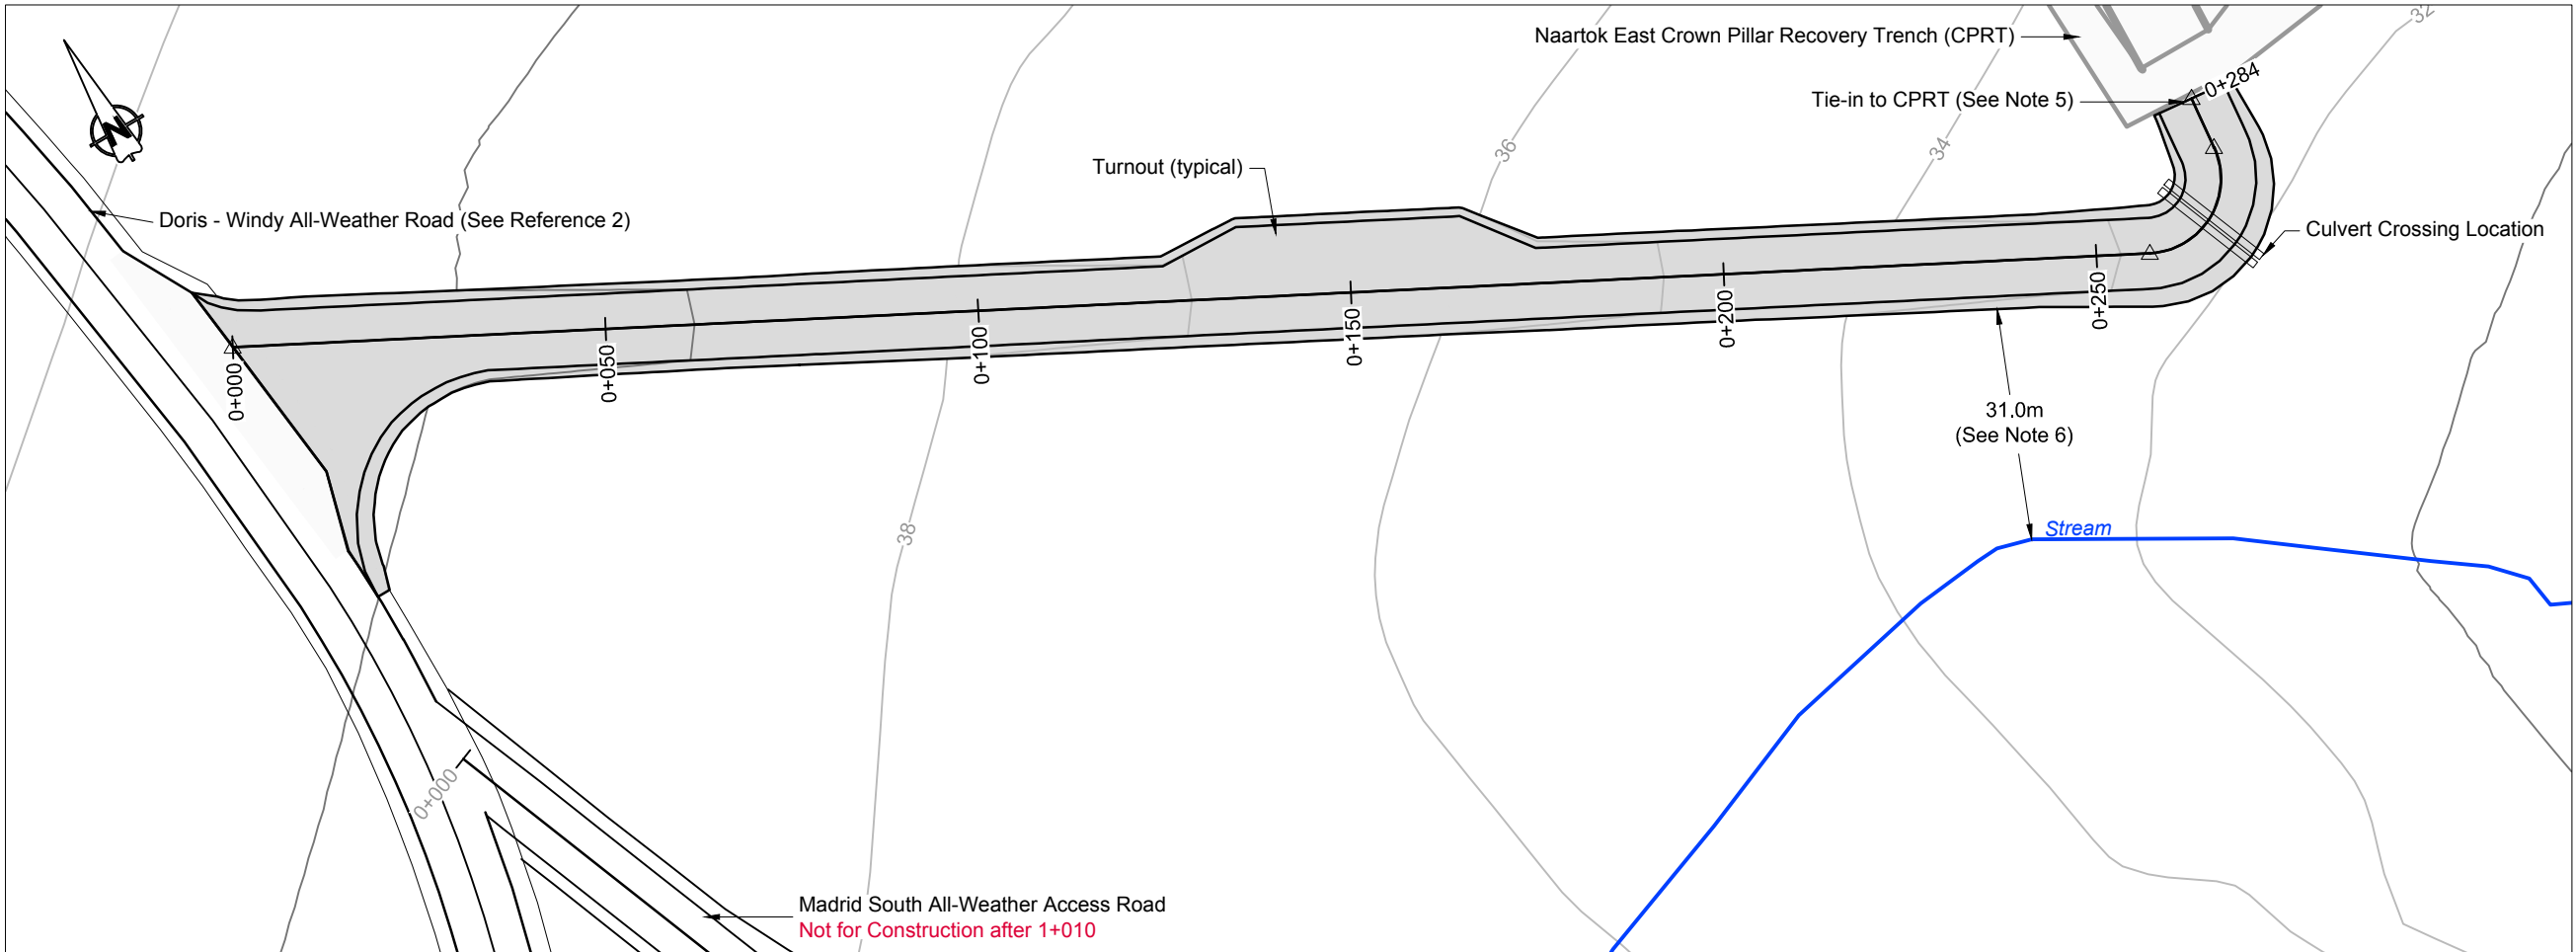 32
Naartok East Crown Pillar Recovery Trench (CPRT)
0+284
Tie-in to CPRT (See Note 5)
N
36
34
Turnout (typical)
Doris - Windy All-Weather Road (See Reference 2)
Culvert Crossing Location
0+000
0+050
0+100
0+150
0+200
0+250
31.0m
(See Note 6)
38
Stream
0+000
Madrid South All-Weather Access Road
Not for Construction after 1+010